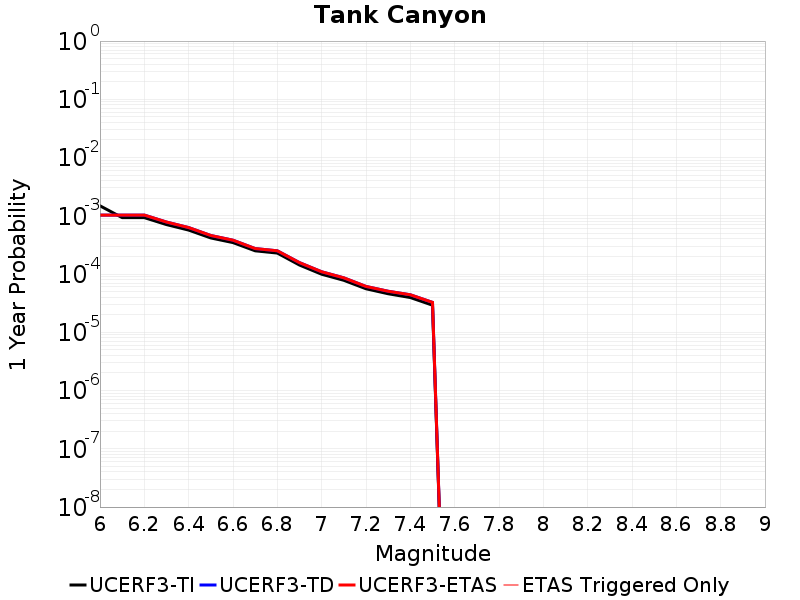 Tank Canyon
1 Year Probability
10^0
10^-1
10^-2
10^-3
10^-4
10^-5
10^-6
10^-7
10^-8
6 6.2 6.4 6.6 6.8 7 7.2 7.4 7.6 7.8 8 8.2 8.4 8.6 8.8 9
Magnitude
UCERF3-TI UCERF3-TD UCERF3-ETAS ETAS Triggered Only